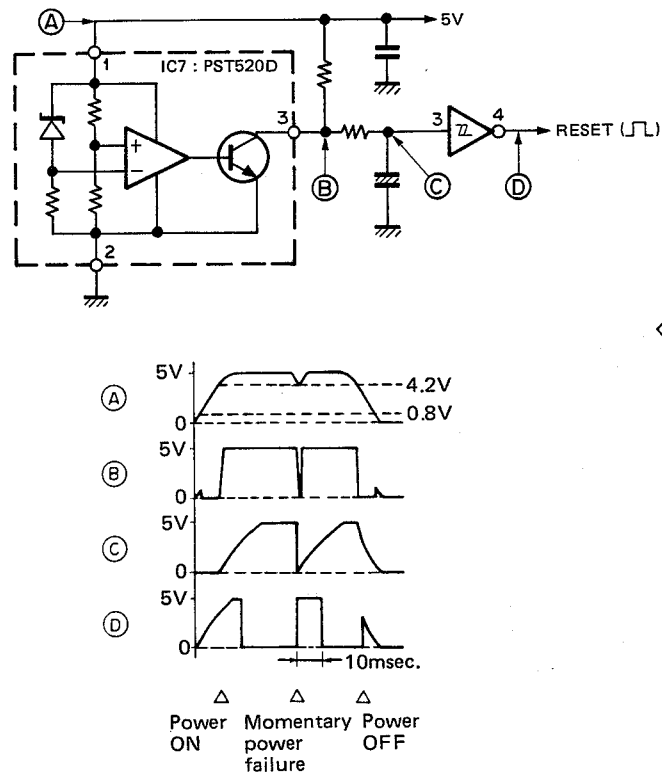 A
5V
1
IC7 : PST520D
3
3
4
RESET
+
−
B
C
D
2
A
5V
4.2V
0.8V
0
B
5V
0
C
5V
0
D
5V
0
10msec.
Power ON
Momentary power failure
Power OFF